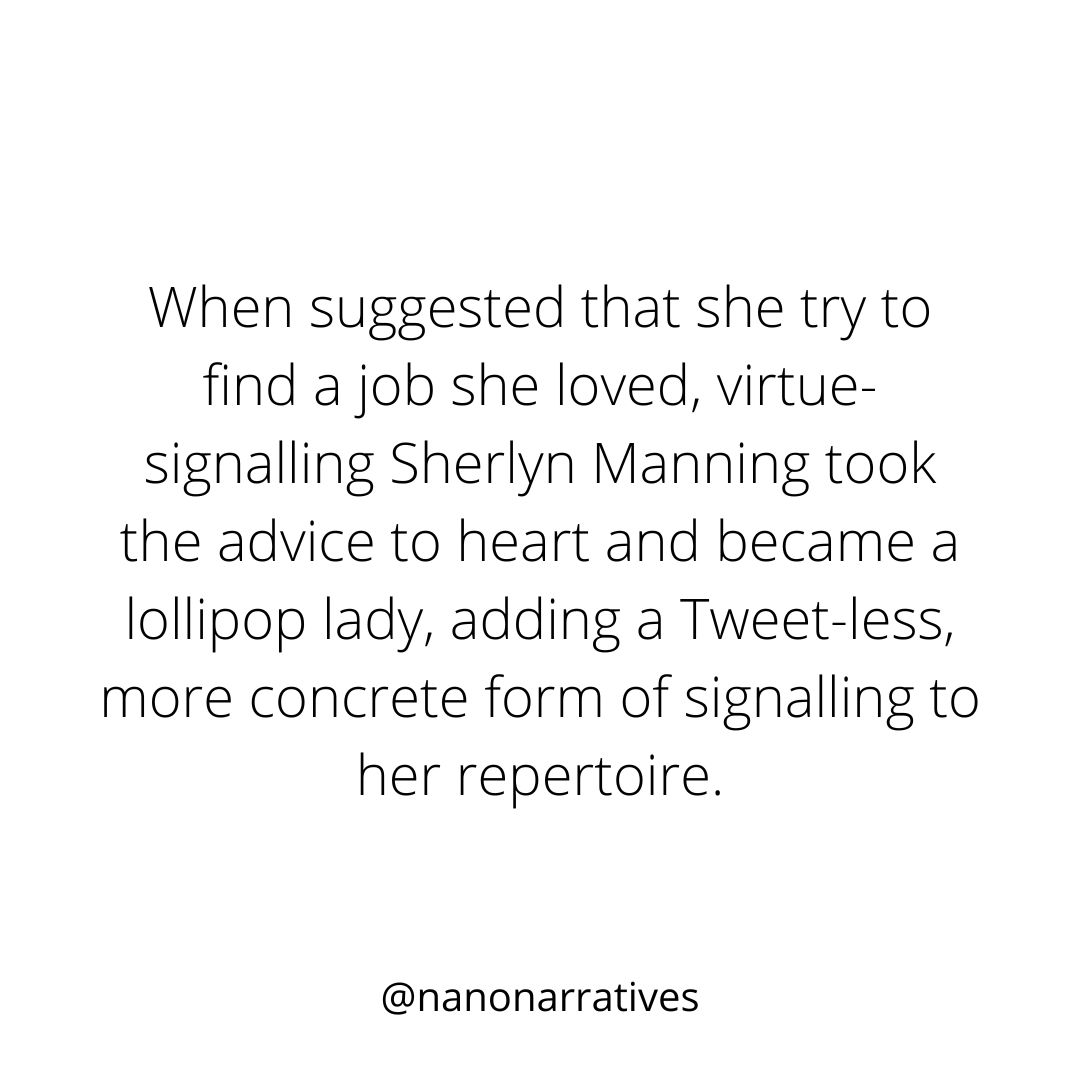 When suggested that she try to
find a job she loved, virtue-
signalling Sherlyn Manning took
the advice to heart and became a
lollipop lady, adding a Tweet-less,
more concrete form of signalling to
her repertoire.
@nanonarratives